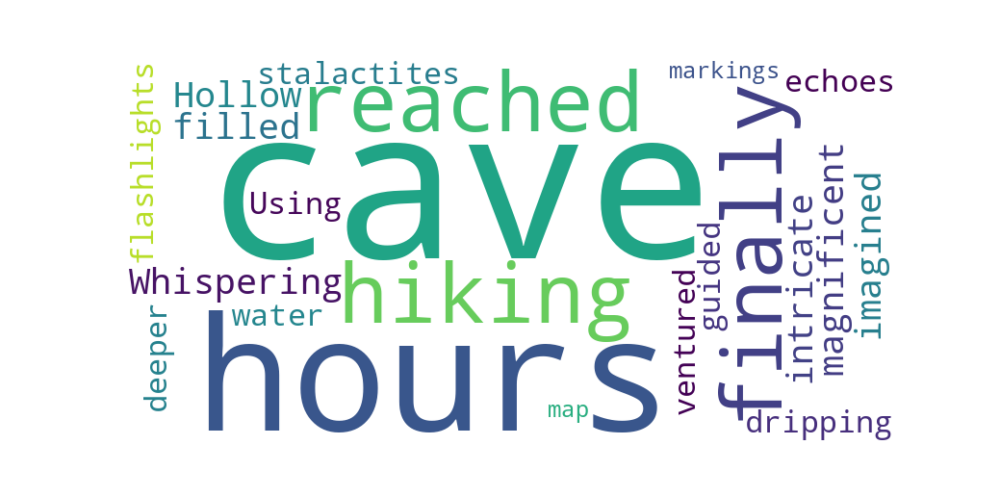 flashlights
stalactites
Hollow
filled
reached
markings
echoes
cave
finally
Using
magnificent
intricate
imagined
guided
Whispering
hiking
ventured
deeper
water
hours
map
dripping